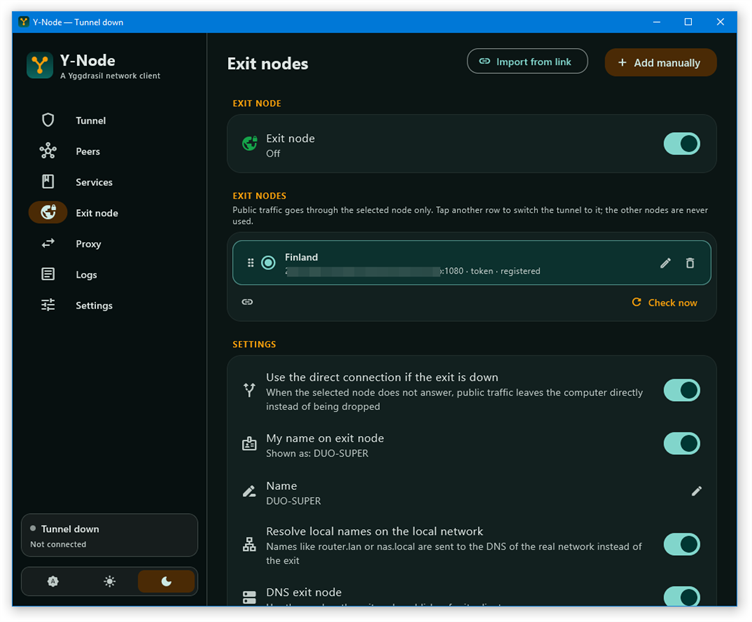 Y-Node — Tunnel down
Y-Node
A Yggdrasil network client
Tunnel
Peers
Services
Exit node
Proxy
Logs
Settings
Tunnel down
Not connected
Exit nodes
Import from link
+ Add manually
EXIT NODE
Exit node
Off
EXIT NODES
Public traffic goes through the selected node only. Tap another row to switch the tunnel to it; the other nodes are never
used.
Finland
:1080 · token · registered
Check now
SETTINGS
Use the direct connection if the exit is down
When the selected node does not answer, public traffic leaves the computer directly
instead of being dropped
My name on exit node
Shown as: DUO-SUPER
Name
DUO-SUPER
Resolve local names on the local network
Names like router.lan or nas.local are sent to the DNS of the real network instead of
the exit
DNS exit node